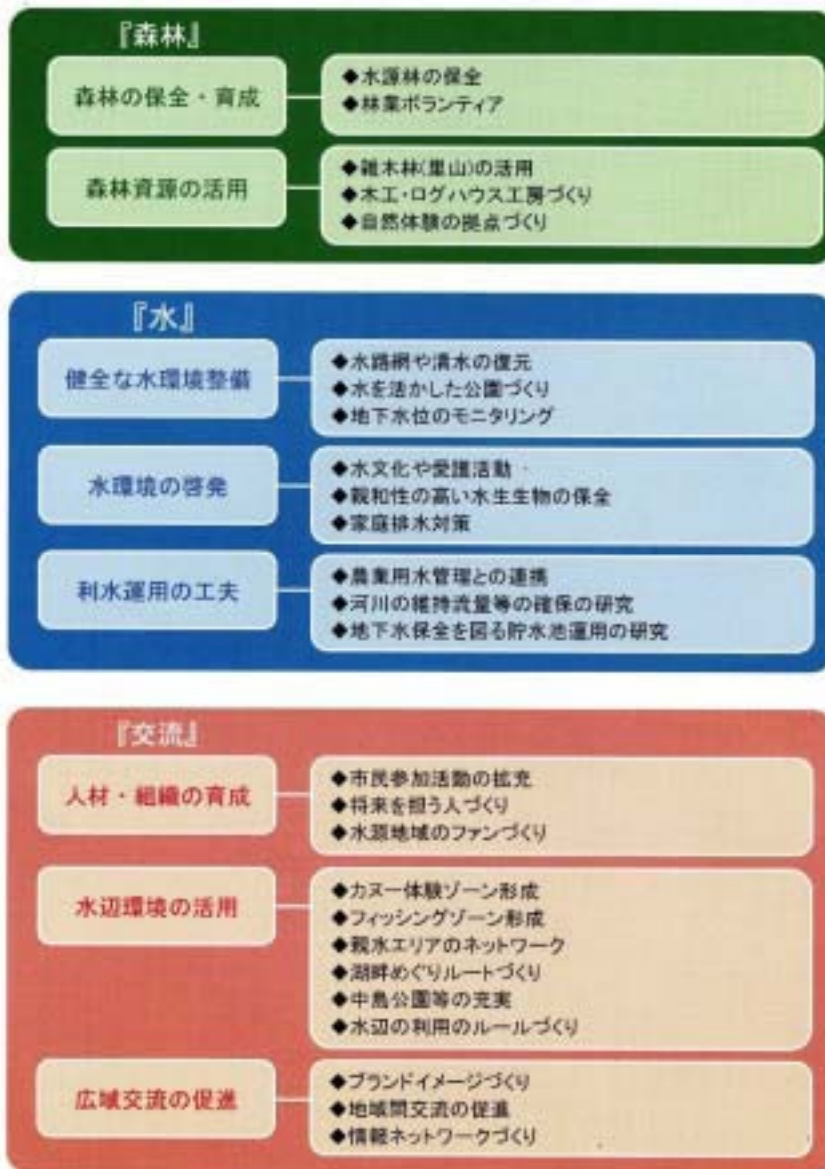 『森林』
森林の保全・育成
◆水源林の保全
◆林業ボランティア
森林資源の活用
◆雑木林(里山)の活用
◆木工・ログハウス工房づくり
◆自然体験の拠点づくり
『水』
健全な水環境整備
◆水路網や清水の復元
◆水を活かした公園づくり
◆地下水位のモニタリング
水環境の啓発
◆水文化や愛護活動
◆親和性の高い水生生物の保全
◆家庭排水対策
利水運用の工夫
◆農業用水管理との連携
◆河川の維持流量等の確保の研究
◆地下水保全を図る貯水池運用の研究
『交流』
人材・組織の育成
◆市民参加活動の拡充
◆将来を担う人づくり
◆水源地域のファンづくり
水辺環境の活用
◆カヌー体験ゾーン形成
◆フィッシングゾーン形成
◆親水エリアのネットワーク
◆湖畔めぐりルートづくり
◆中島公園等の充実
◆水辺の利用のルールづくり
広域交流の促進
◆ブランドイメージづくり
◆地域間交流の促進
◆情報ネットワークづくり